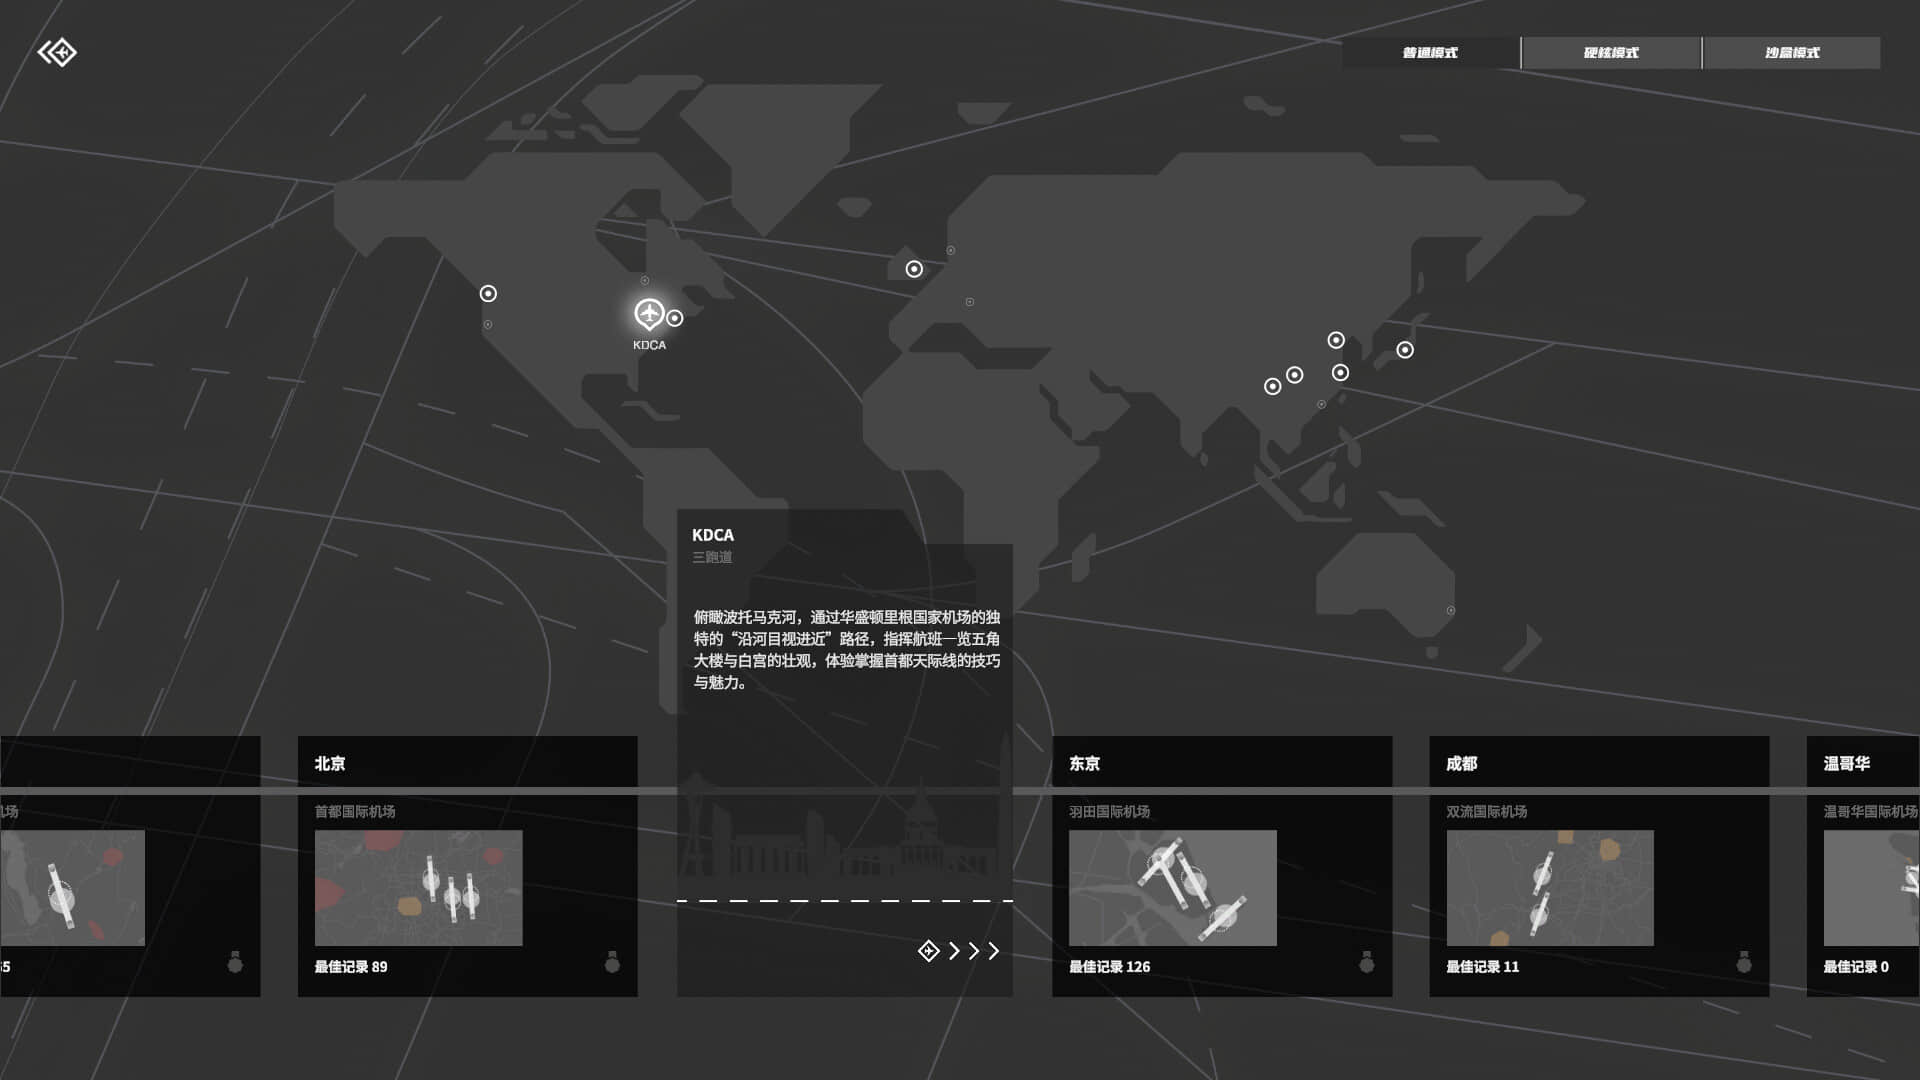 普通模式
硬核模式
沙盒模式
KDCA
KDCA
三跑道
俯瞰波托马克河，通过华盛顿里根国家机场的独
特的“沿河目视进近”路径，指挥航班一览五角
大楼与白宫的壮观，体验掌握首都天际线的技巧
与魅力。
北京
东京
成都
温哥华
机场
首都国际机场
羽田国际机场
双流国际机场
温哥华国际机场
最佳记录 89
最佳记录 126
最佳记录 11
最佳记录 0